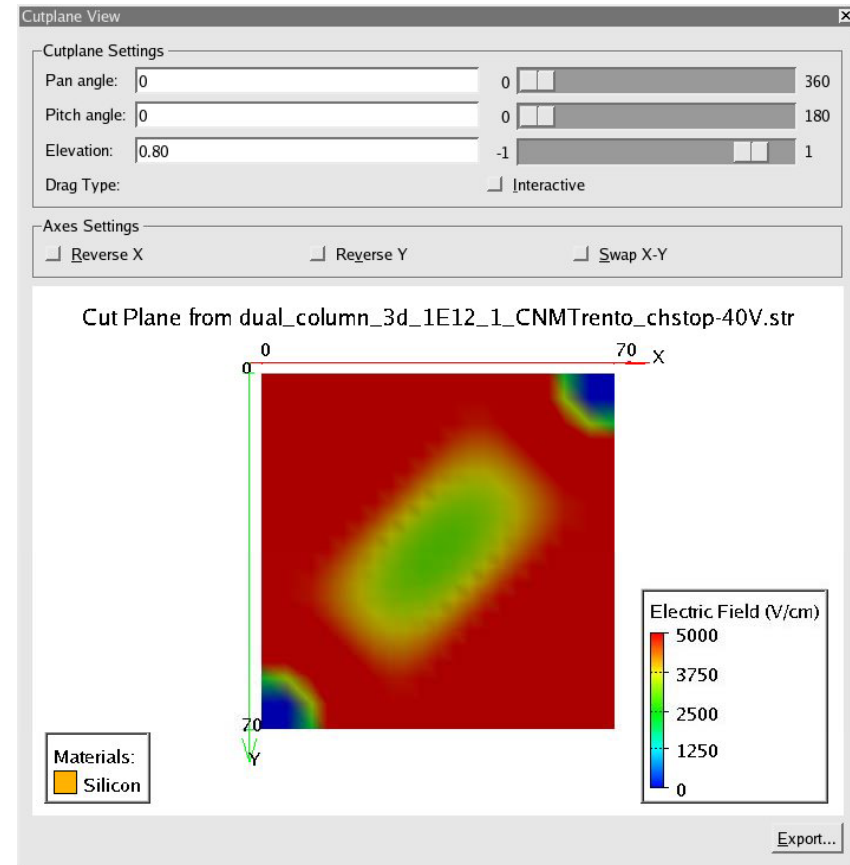 Cutplane View
Cutplane Settings
Pan angle: 0 0 360
Pitch angle: 0 0 180
Elevation: 0.80 -1 1
Drag Type: Interactive
Axes Settings
Reverse X Reverse Y Swap X-Y
Cut Plane from dual_column_3d_1E12_1_CNMTrento_chstop-40V.str
0 70 X
0
70
Y
Electric Field (V/cm)
5000
3750
2500
1250
0
Materials:
Silicon
Export...